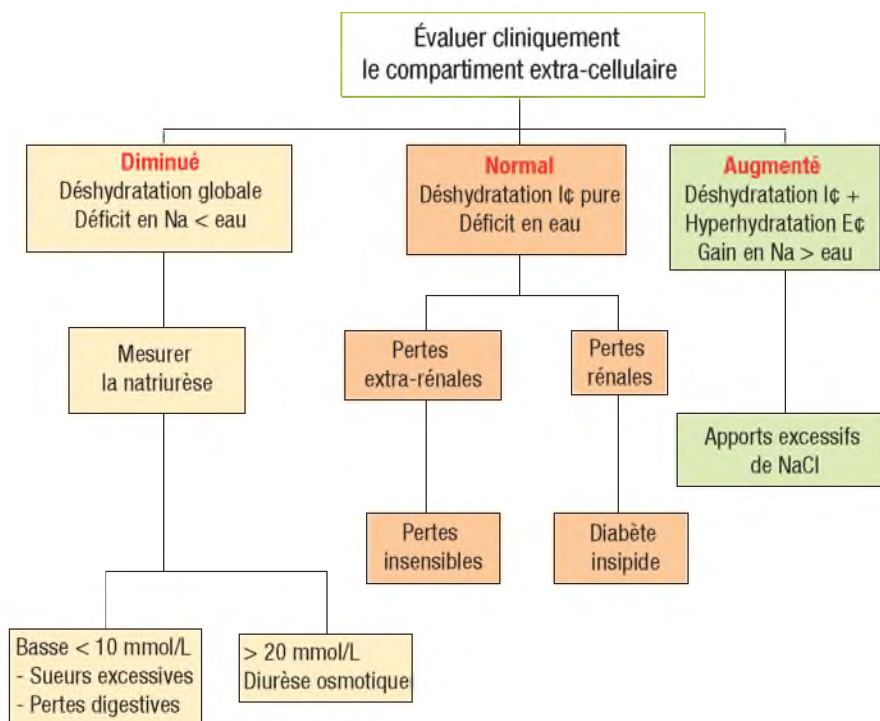 Évaluer cliniquement
le compartiment extra-cellulaire
Diminué
Déshydratation globale
Déficit en Na < eau
Normal
Déshydratation I¢ pure
Déficit en eau
Augmenté
Déshydratation I¢ +
Hyperhydratation E¢
Gain en Na > eau
Mesurer
la natriurèse
Pertes
extra-rénales
Pertes
rénales
Apports excessifs
de NaCl
Pertes
insensibles
Diabète
insipide
Basse < 10 mmol/L
- Sueurs excessives
- Pertes digestives
> 20 mmol/L
Diurèse osmotique